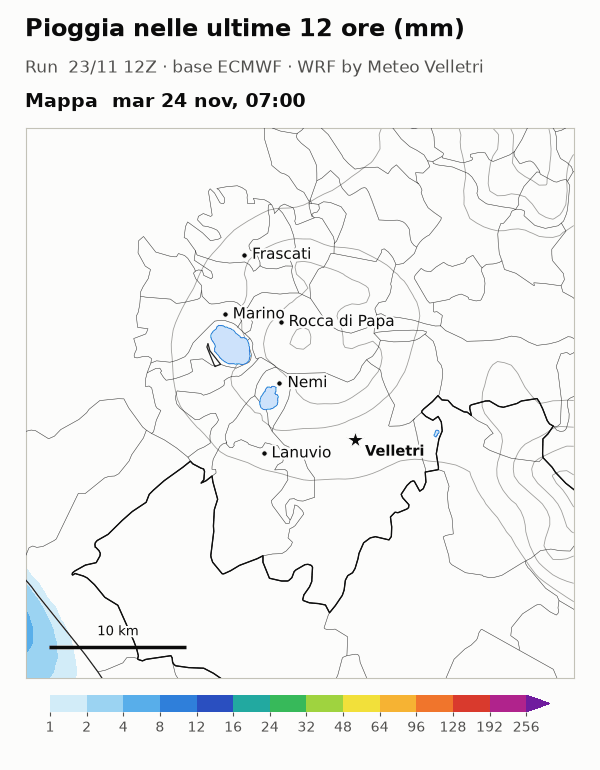 Pioggia nelle ultime 12 ore (mm)
Run  23/11 12Z · base ECMWF · WRF by Meteo Velletri
Mappa  mar 24 nov, 07:00
Frascati
Marino
Rocca di Papa
Nemi
Velletri
Lanuvio
10 km
1 2 4 8 12 16 24 32 48 64 96 128 192 256